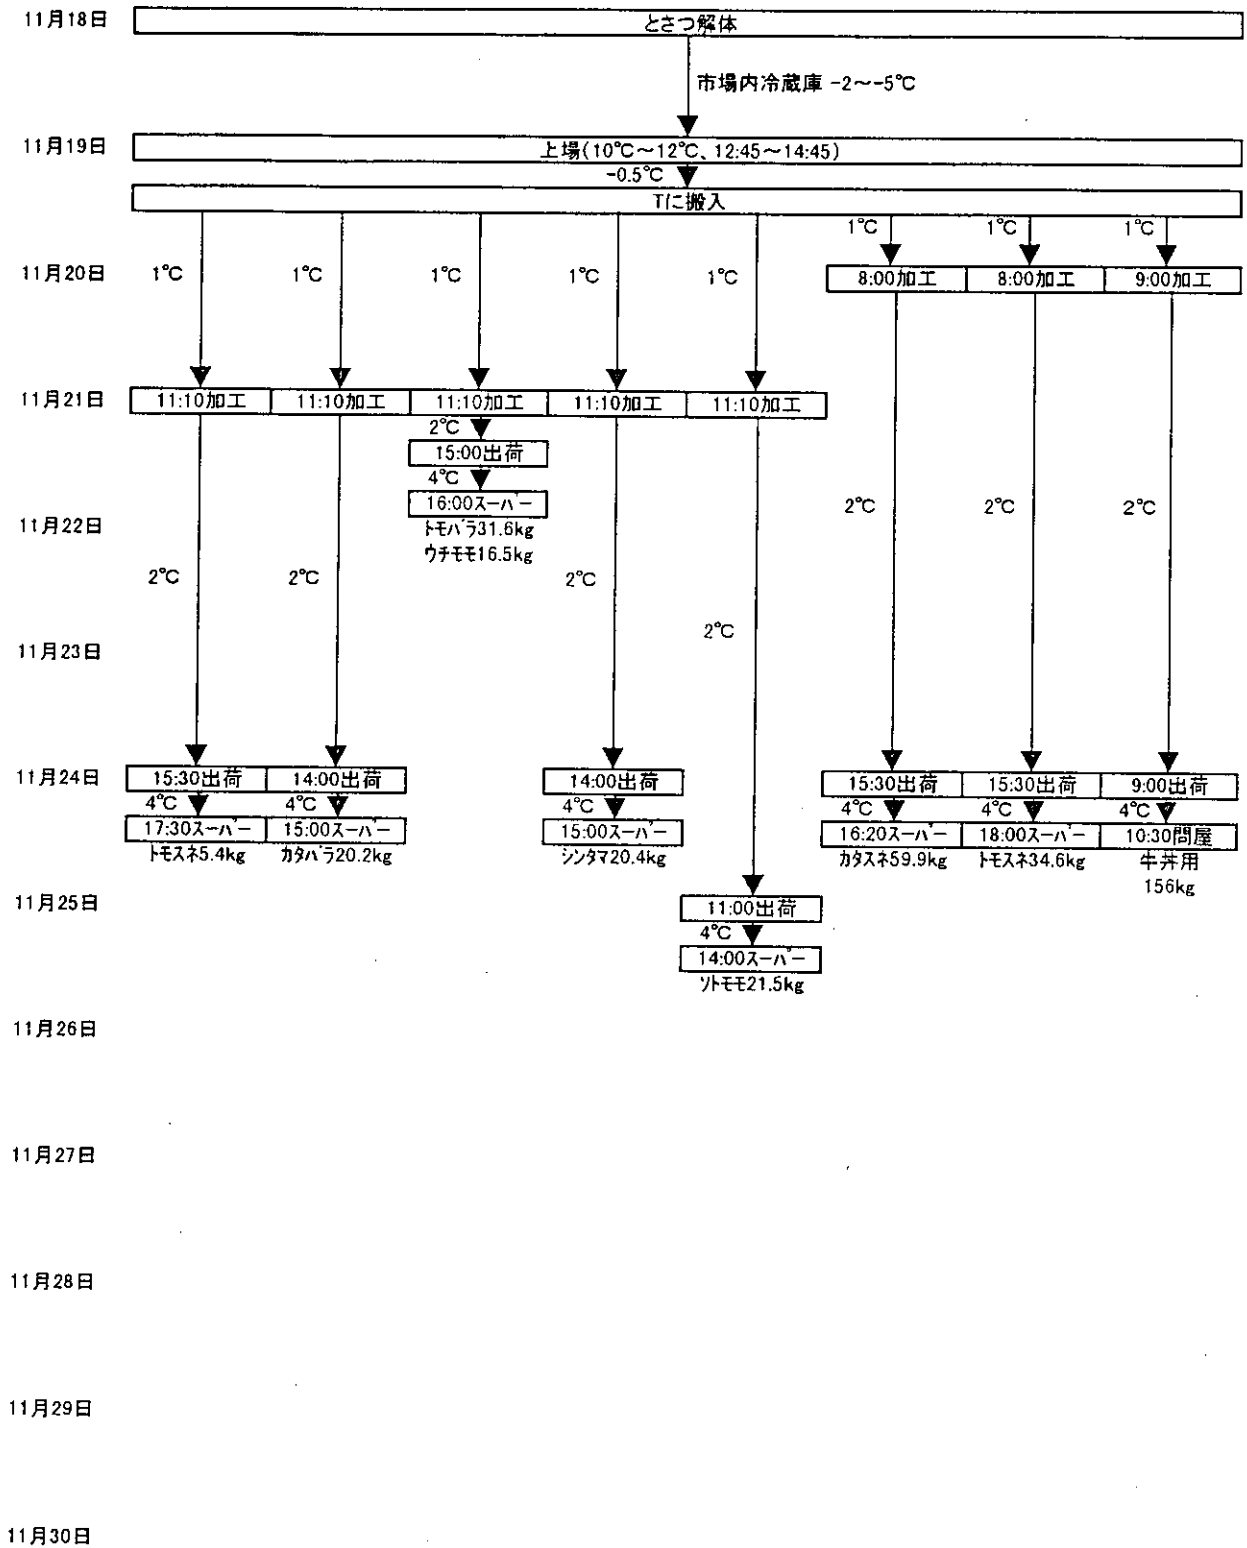 11月18日
とさつ解体
市場内冷蔵庫 -2～-5℃
11月19日
上場(10℃～12℃、12:45～14:45)
-0.5℃
Tに搬入
1℃ 1℃ 1℃
11月20日
1℃ 1℃ 1℃ 1℃ 1℃
8:00加工 8:00加工 9:00加工
11月21日
11:10加工 11:10加工 11:10加工 11:10加工 11:10加工
2℃
15:00出荷
4℃
16:00スーパー
11月22日
トモバラ31.6kg
ウチモモ16.5kg
2℃ 2℃ 2℃
2℃ 2℃ 2℃
2℃
11月23日
11月24日
15:30出荷 14:00出荷 14:00出荷 15:30出荷 15:30出荷 9:00出荷
4℃ 4℃ 4℃ 4℃ 4℃ 4℃
17:30スーパー 15:00スーパー 15:00スーパー 16:20スーパー 18:00スーパー 10:30問屋
トモスネ5.4kg カタバラ20.2kg シンタマ20.4kg カタスネ59.9kg トモスネ34.6kg 牛丼用
156kg
11月25日
11:00出荷
4℃
14:00スーパー
ソトモモ21.5kg
11月26日
11月27日
11月28日
11月29日
11月30日